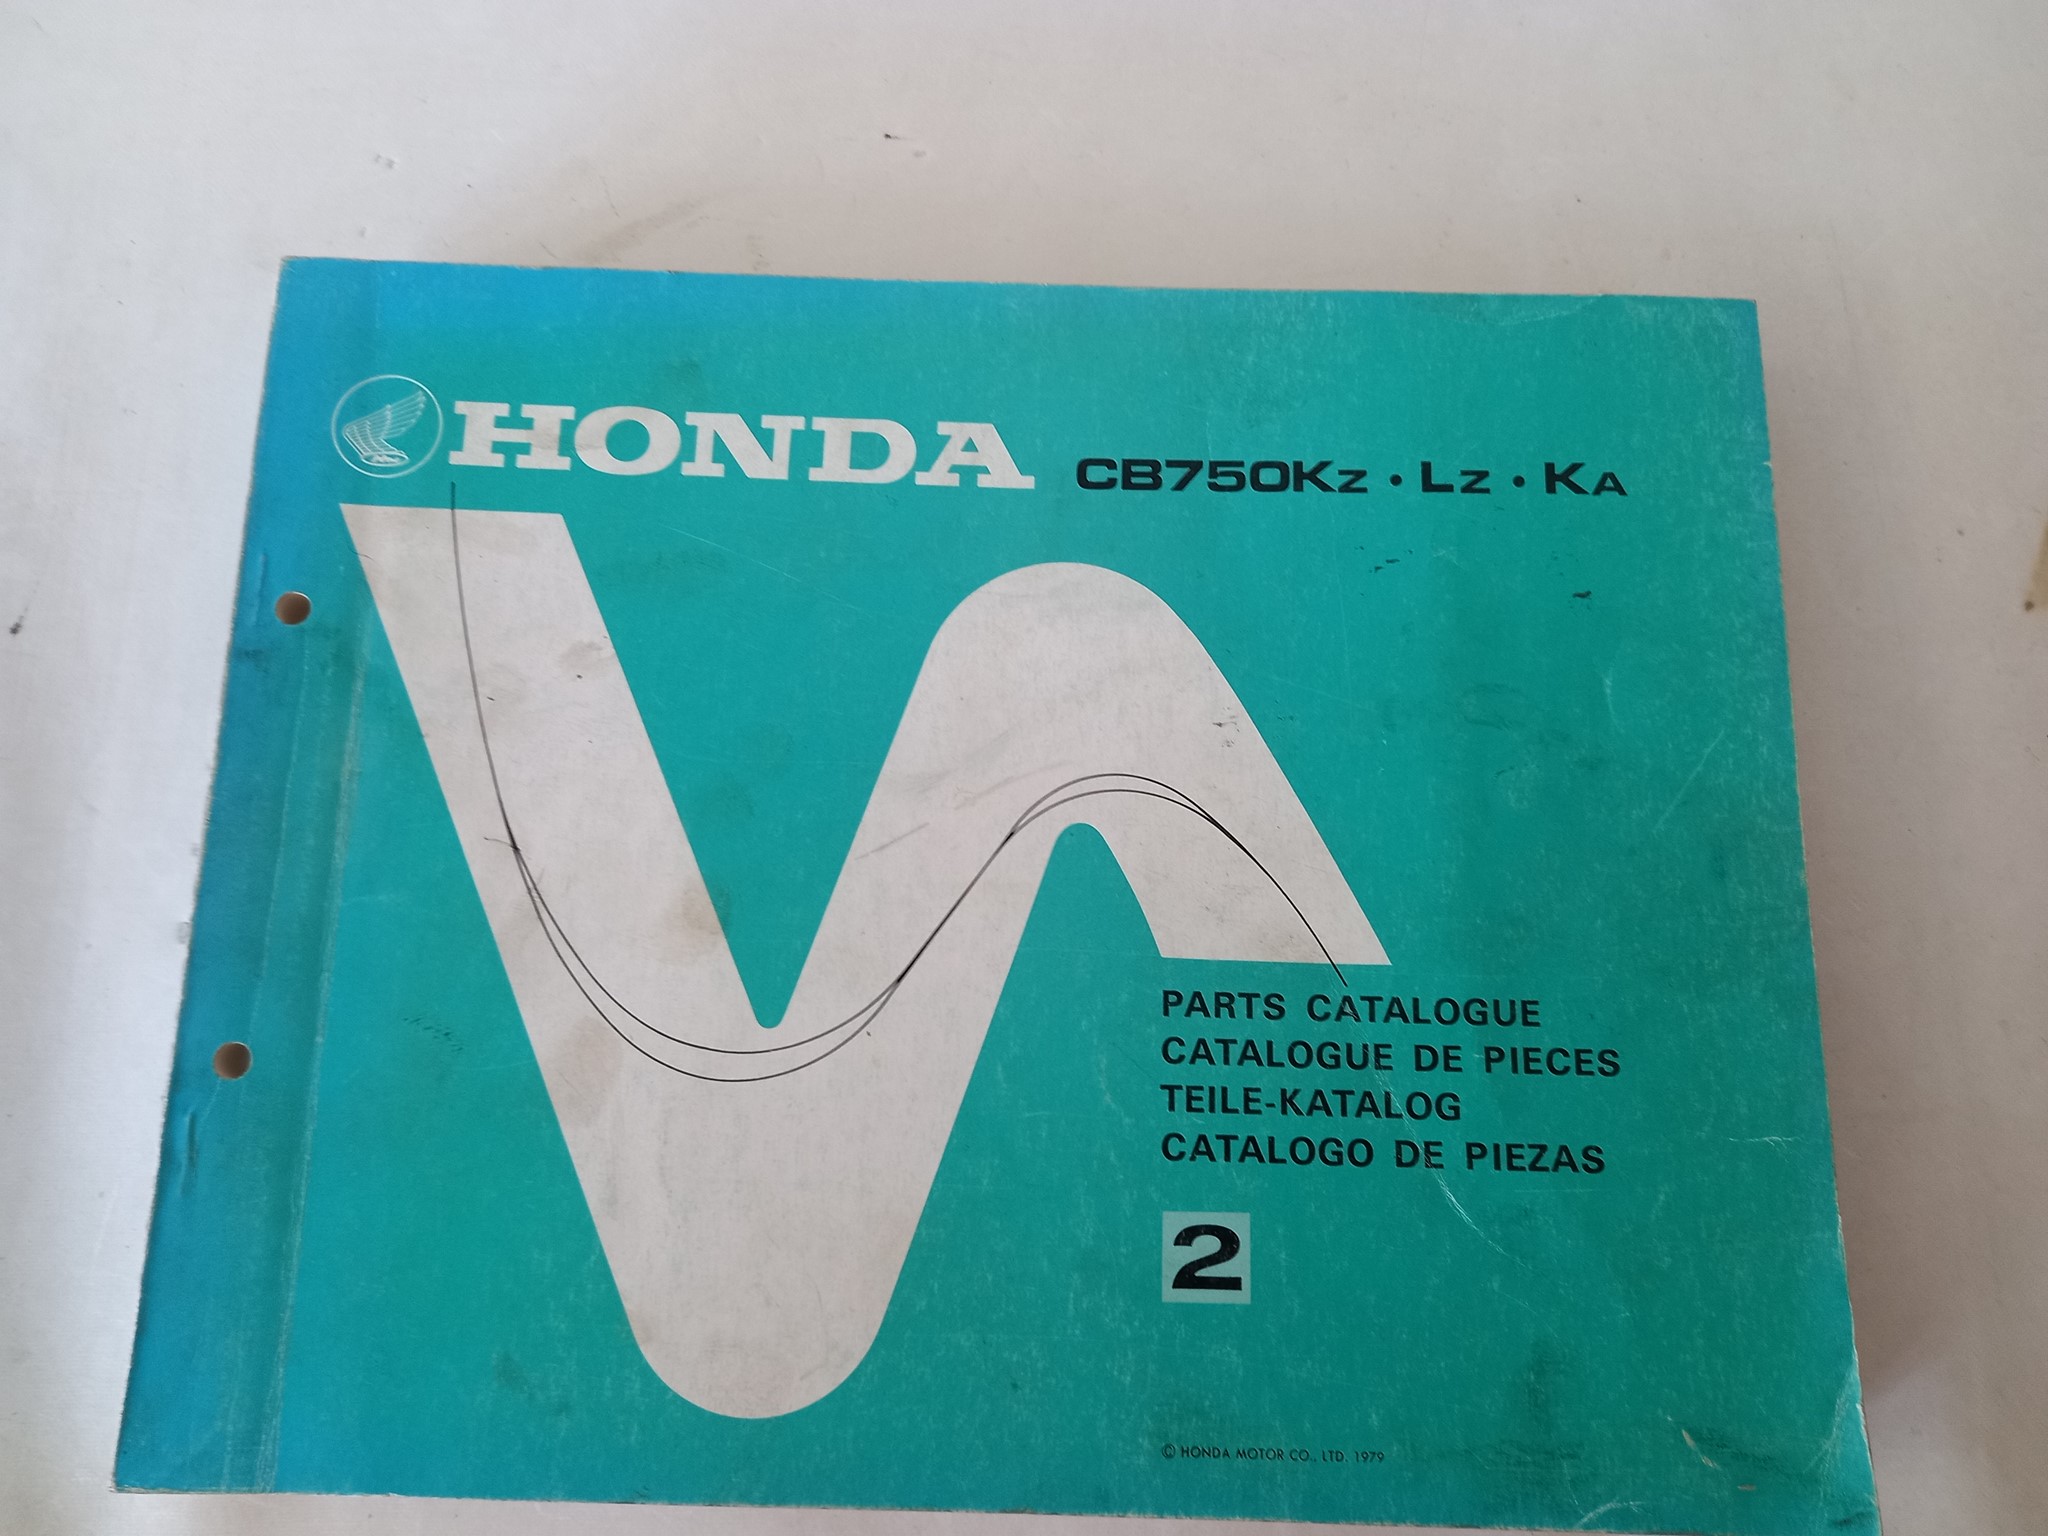 HONDA CB750KZ • LZ • KA
PARTS CATALOGUE
CATALOGUE DE PIECES
TEILE-KATALOG
CATALOGO DE PIEZAS
2
© HONDA MOTOR CO., LTD. 1979